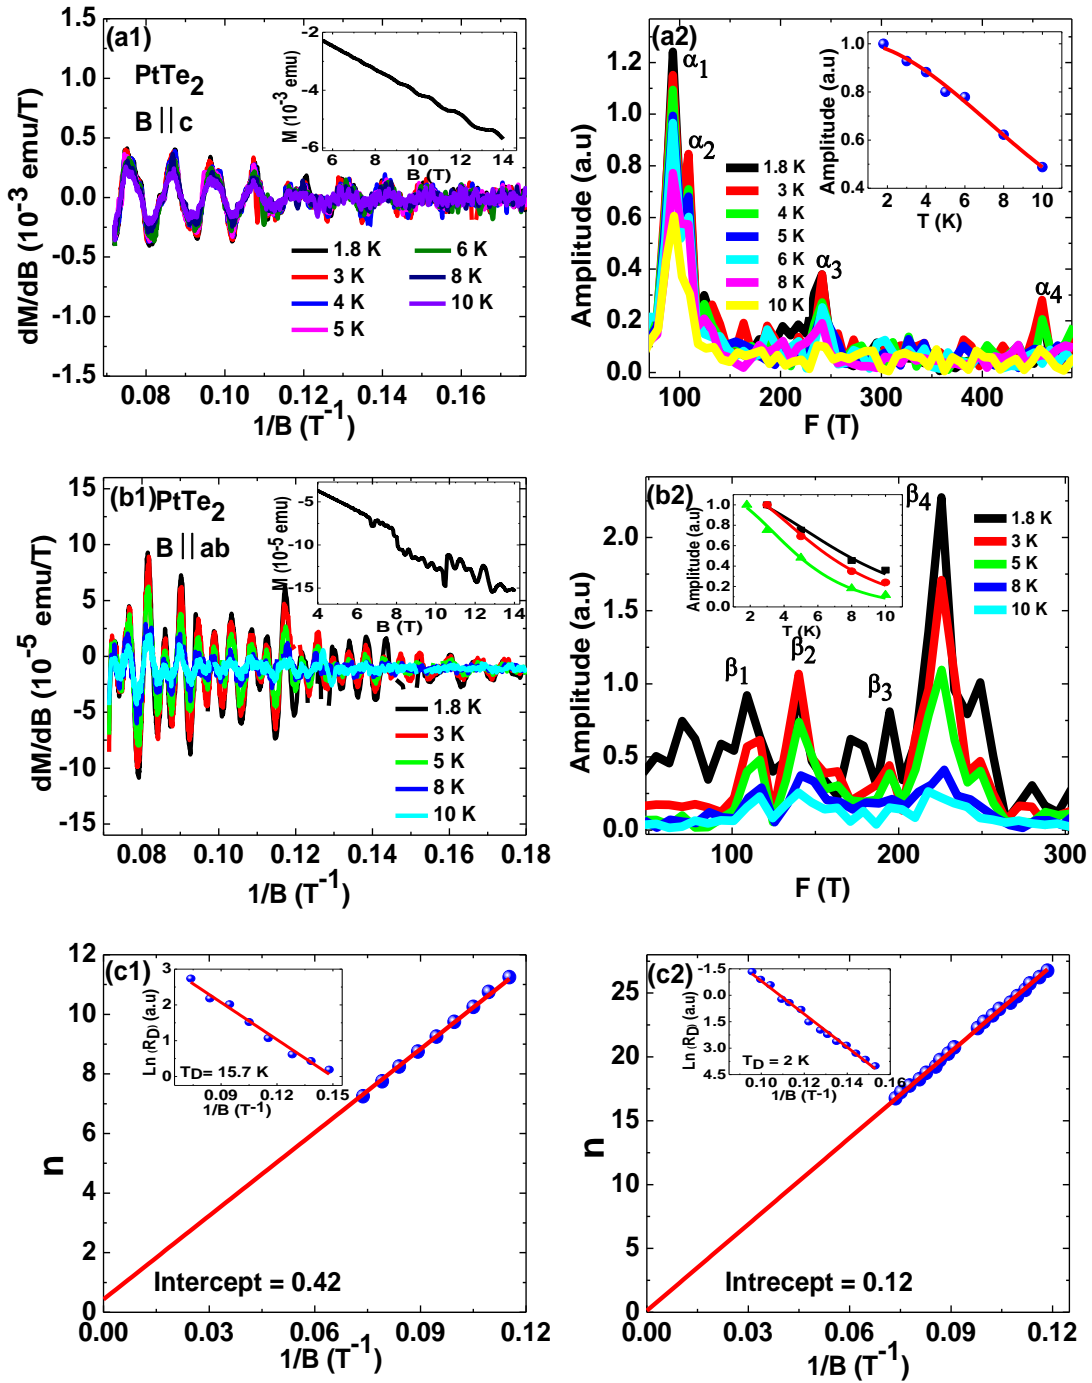 (a1)
PtTe2
B || c
dM/dB (10-3 emu/T)
1.5
1.0
0.5
0.0
-0.5
-1.0
-1.5
0.08 0.10 0.12 0.14 0.16
1/B (T-1)
1.8 K
3 K
4 K
5 K
6 K
8 K
10 K
M (10-3 emu)
-2
-4
-6
6 8 10 12 14
B (T)
(a2)
α1
α2
α3
α4
Amplitude (a.u)
1.2
1.0
0.8
0.6
0.4
0.2
0.0
100 200 300 400
F (T)
1.8 K
3 K
4 K
5 K
6 K
8 K
10 K
Amplitude (a.u)
1.0
0.8
0.6
0.4
2 4 6 8 10
T (K)
(b1)
PtTe2
B || ab
dM/dB (10-5 emu/T)
15
10
5
0
-5
-10
-15
0.08 0.10 0.12 0.14 0.16 0.18
1/B (T-1)
1.8 K
3 K
5 K
8 K
10 K
M (10-5 emu)
-5
-10
-15
4 6 8 10 12 14
B (T)
(b2)
β1
β2
β3
β4
Amplitude (a.u)
2.0
1.5
1.0
0.5
0.0
100 200 300
F (T)
1.8 K
3 K
5 K
8 K
10 K
Amplitude (a.u)
1.0
0.8
0.6
0.4
0.2
0.0
2 4 6 8 10
T (K)
(c1)
n
12
11
10
9
8
7
6
5
4
3
2
1
0
0.00 0.03 0.06 0.09 0.12
1/B (T-1)
Intercept = 0.42
Ln (RD) (a.u)
3
2
1
0
0.09 0.12 0.15
1/B (T-1)
TD= 15.7 K
(c2)
n
25
20
15
10
5
0
0.00 0.03 0.06 0.09 0.12
1/B (T-1)
Intrecept = 0.12
Ln (RD) (a.u)
-1.5
0.0
1.5
3.0
4.5
0.10 0.12 0.14 0.16
1/B (T-1)
TD = 2 K